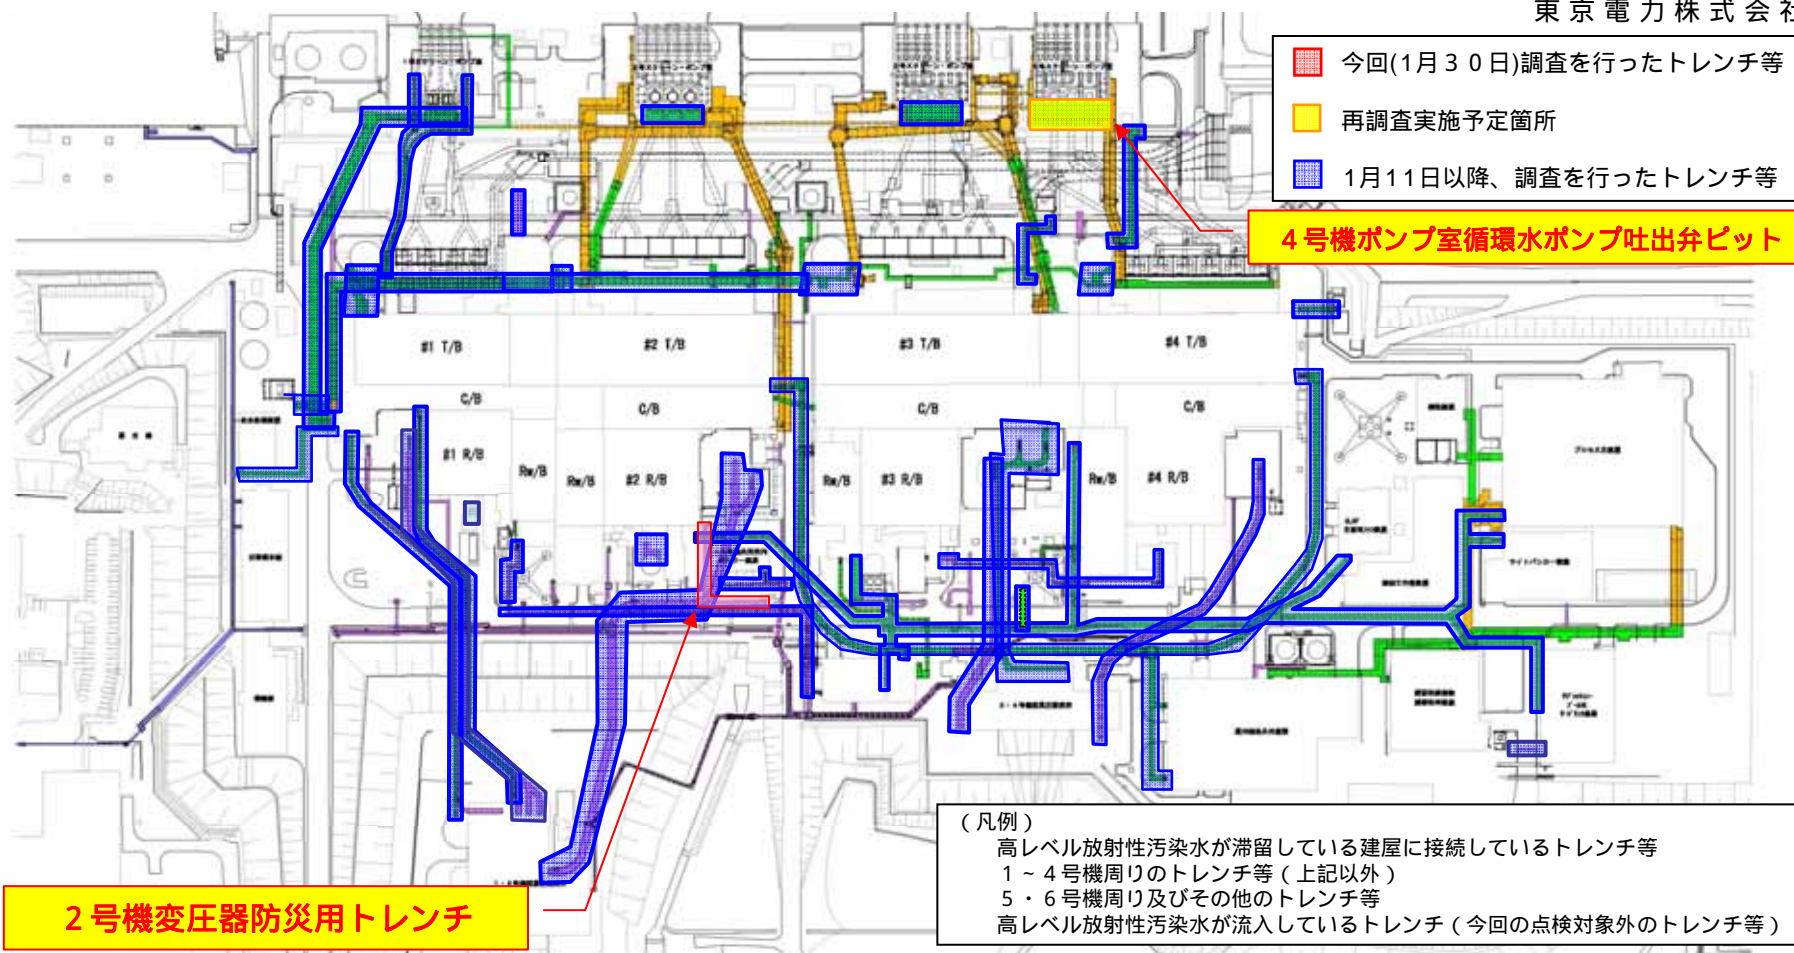 東京電力株式会社
今回(1月30日)調査を行ったトレンチ等
再調査実施予定箇所
1月11日以降、調査を行ったトレンチ等
4号機ポンプ室循環水ポンプ吐出弁ピット
#1 T/B
#2 T/B
#3 T/B
#4 T/B
C/B
C/B
C/B
C/B
#1 R/B
Rw/B
Rw/B
#2 R/B
Rw/B
#3 R/B
Rw/B
#4 R/B
2号機変圧器防災用トレンチ
(凡例)
高レベル放射性汚染水が滞留している建屋に接続しているトレンチ等
1~4号機周りのトレンチ等(上記以外)
5・6号機周り及びその他のトレンチ等
高レベル放射性汚染水が流入しているトレンチ(今回の点検対象外のトレンチ等)